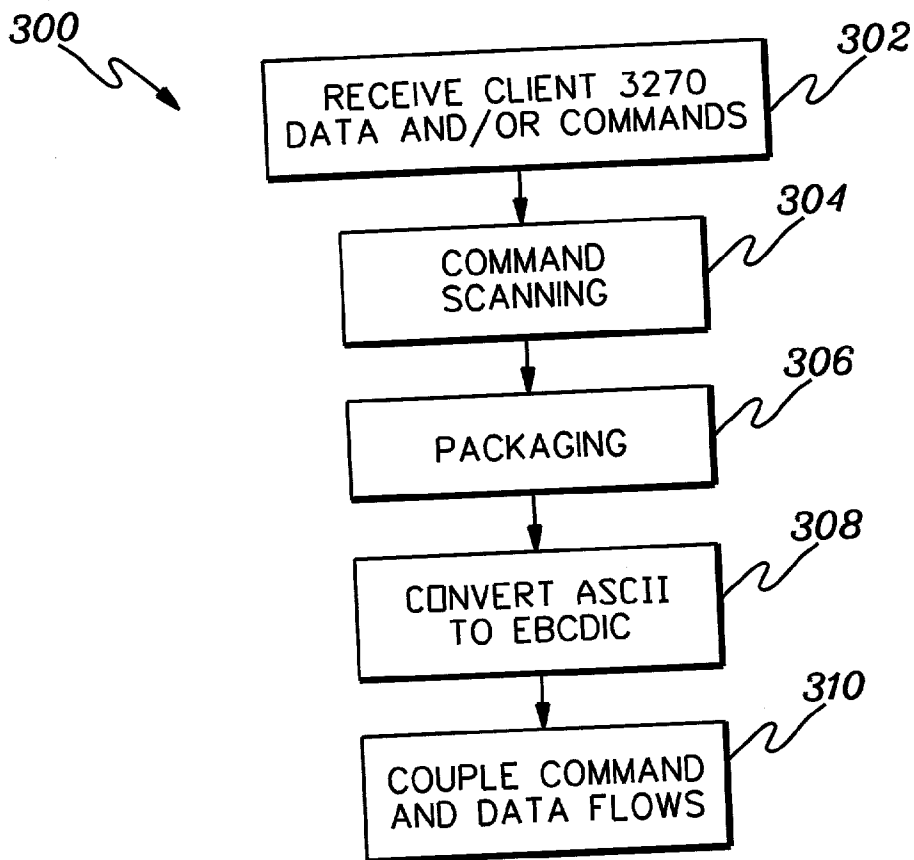 300
302
RECEIVE CLIENT 3270
DATA AND/OR COMMANDS
304
COMMAND
SCANNING
306
PACKAGING
308
CONVERT ASCII
TO EBCDIC
310
COUPLE COMMAND
AND DATA FLOWS